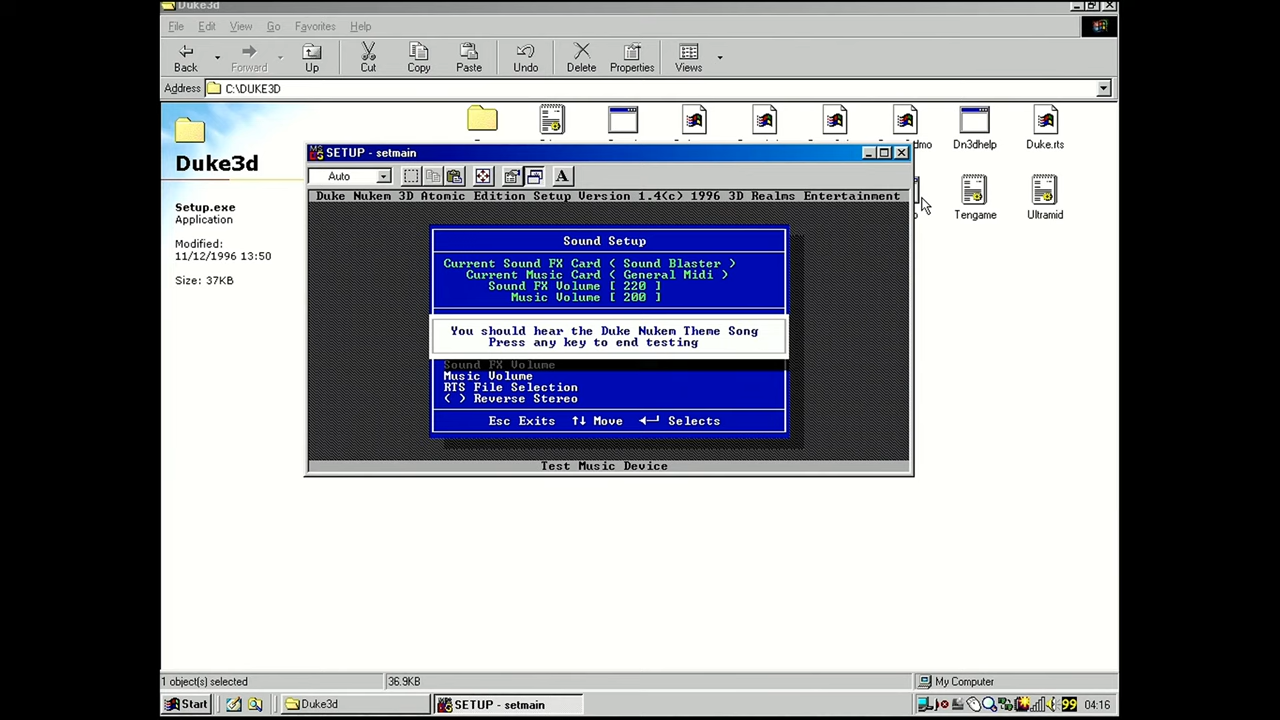 Duke3d
File Edit View Go Favorites Help
Back Forward Up Cut Copy Paste Undo Delete Properties Views
Address C:\DUKE3D
Duke3d
Setup.exe
Application
Modified:
11/12/1996 13:50
Size: 37KB
Dn3dhelp
Duke.rts
Tengame
Ultramid
SETUP - setmain
Auto
A
Duke Nukem 3D Atomic Edition Setup Version 1.4(c) 1996 3D Realms Entertainment
Sound Setup
Current Sound FX Card ( Sound Blaster )
Current Music Card ( General Midi )
Sound FX Volume [ 220 ]
Music Volume [ 200 ]
You should hear the Duke Nukem Theme Song
Press any key to end testing
Sound FX Volume
Music Volume
RTS File Selection
( ) Reverse Stereo
Esc Exits ↑↓ Move ↵ Selects
Test Music Device
1 object(s) selected
36.9KB
My Computer
Start
Duke3d
SETUP - setmain
99
04:16